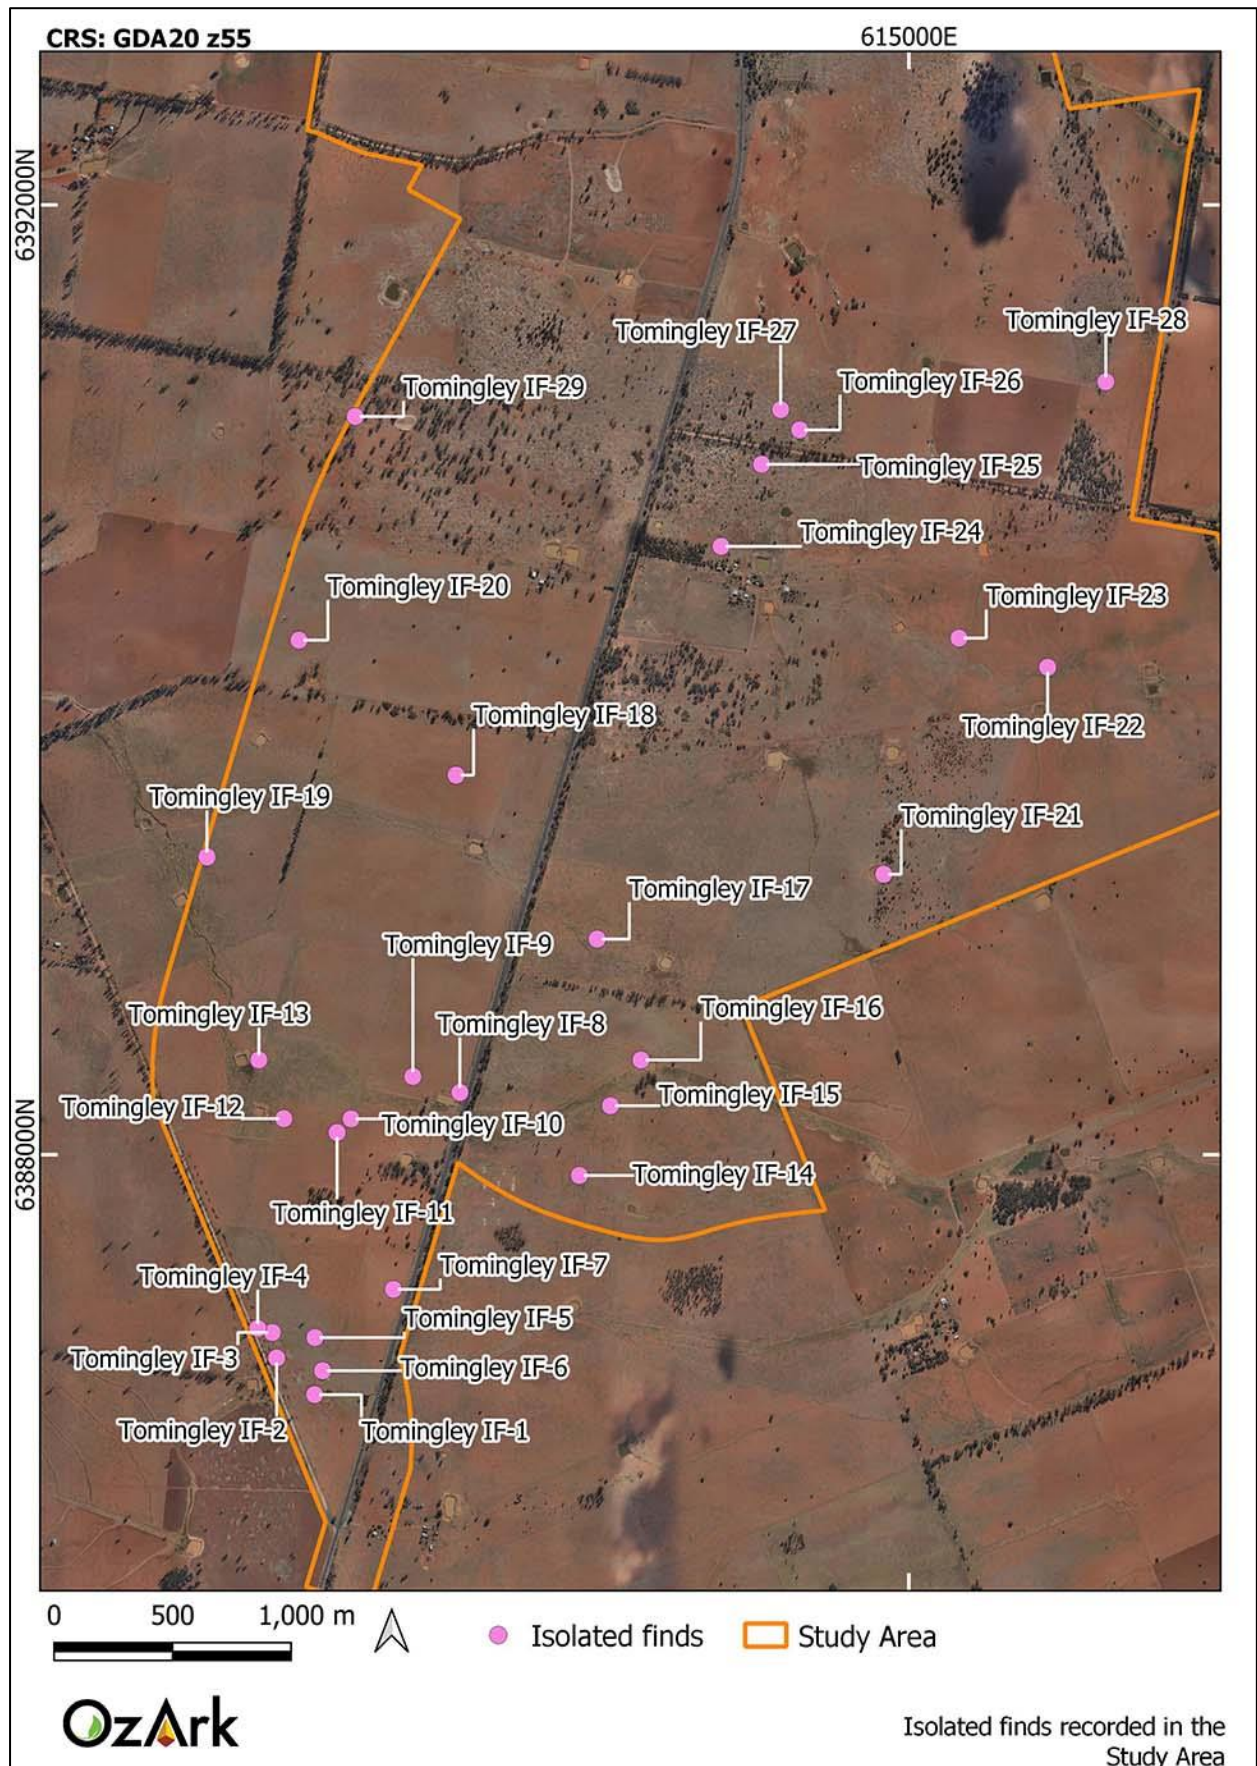 CRS: GDA20 z55
615000E
6392000N
Tomingley IF-28
Tomingley IF-27
Tomingley IF-26
Tomingley IF-29
Tomingley IF-25
Tomingley IF-24
Tomingley IF-20
Tomingley IF-23
Tomingley IF-18
Tomingley IF-22
Tomingley IF-19
Tomingley IF-21
Tomingley IF-17
Tomingley IF-9
Tomingley IF-16
Tomingley IF-13
Tomingley IF-8
Tomingley IF-15
Tomingley IF-12
Tomingley IF-10
6388000N
Tomingley IF-14
Tomingley IF-11
Tomingley IF-7
Tomingley IF-4
Tomingley IF-5
Tomingley IF-3
Tomingley IF-6
Tomingley IF-2
Tomingley IF-1
0 500 1,000 m
Isolated finds
Study Area
OzArk
Isolated finds recorded in the
Study Area